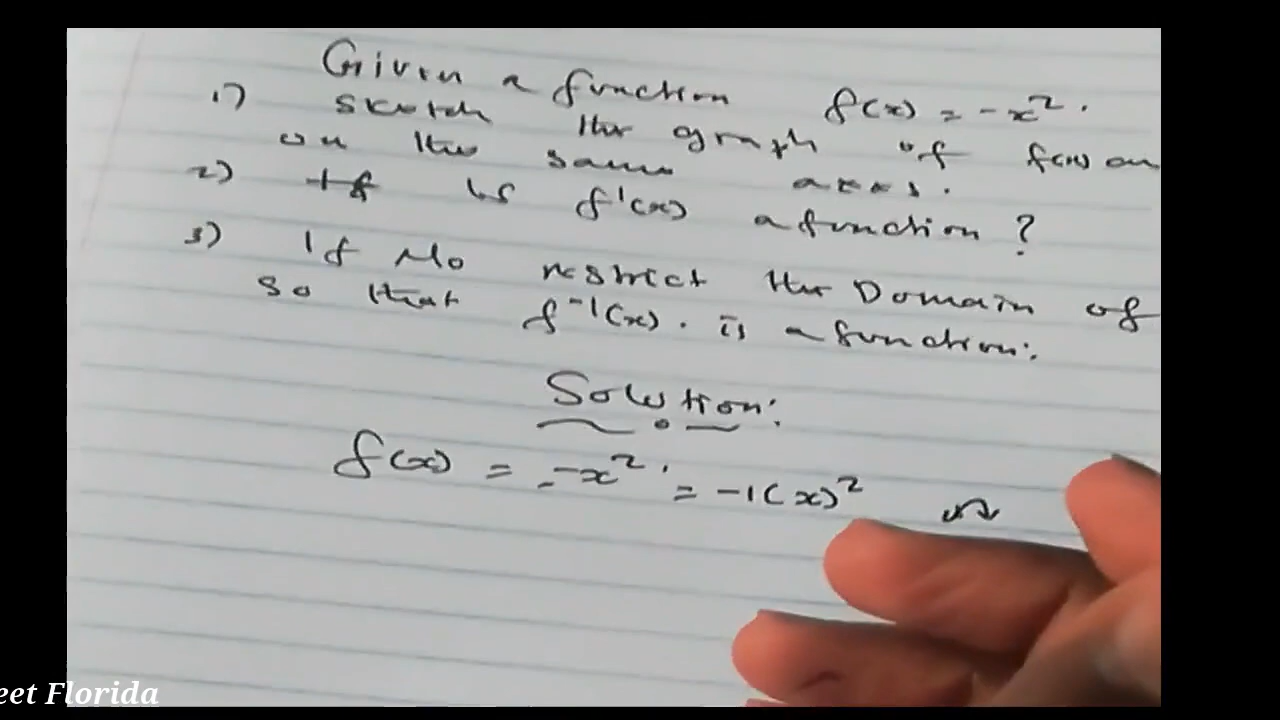 Given a function f(x) = -x².
1) Sketch the graph of f(x) on
on the same axes.
2) If is f'(x) a function ?
3) If No restrict the Domain of
so that f⁻¹(x). is a function:.
Solution:
f(x) = -x². = -1(x)²
eet Florida